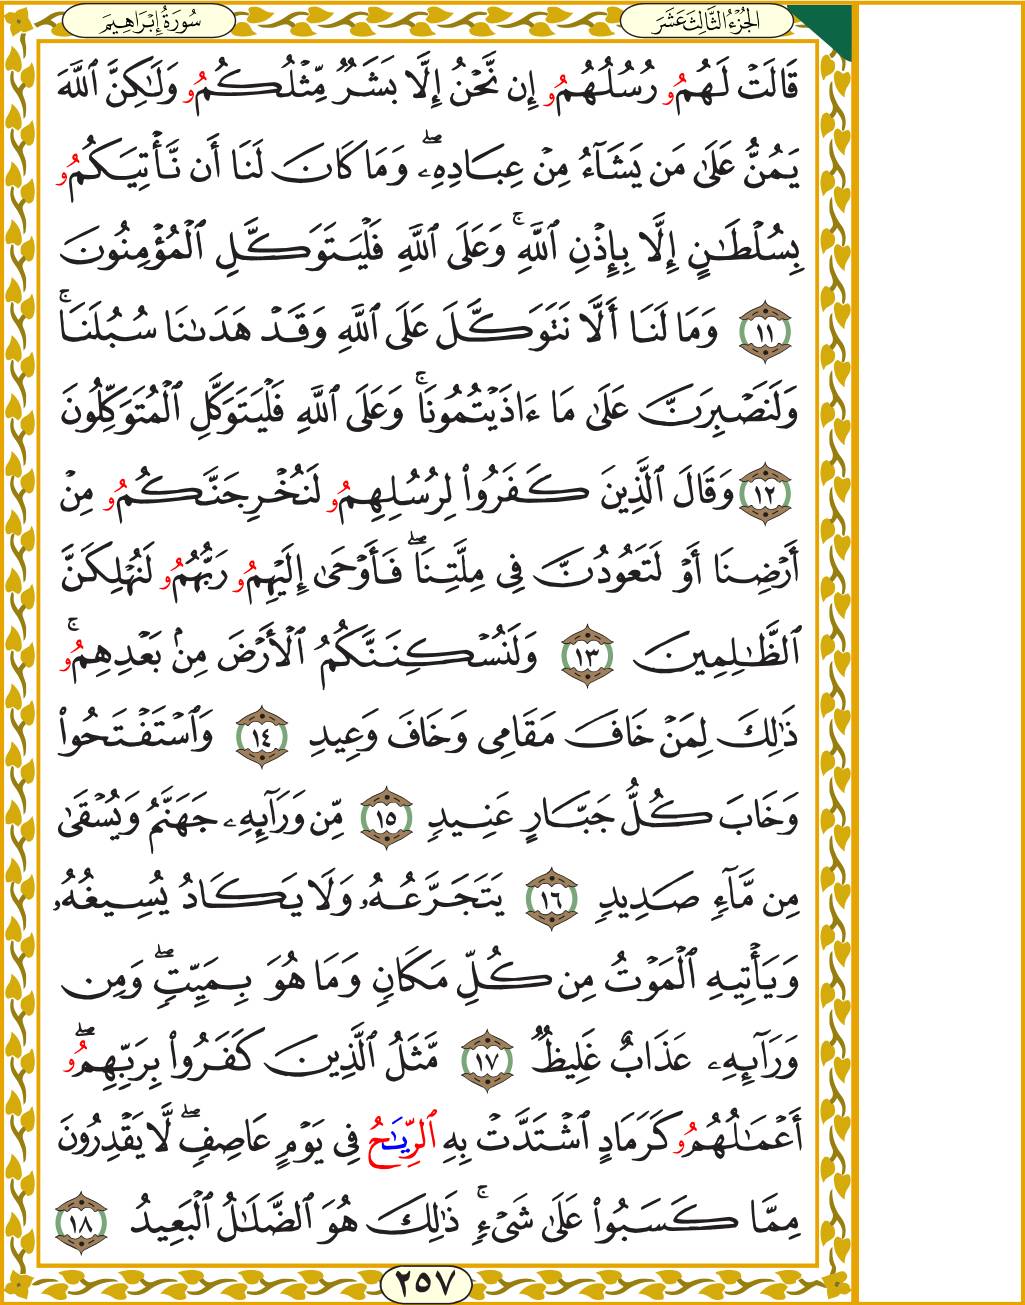 الجُزْءُ الثَّالِثَ عَشَرَ
سُورَةُ إِبْرَاهِيمَ
قَالَتْ لَهُمُۥ رُسُلُهُمُۥ إِن نَّحْنُ إِلَّا بَشَرٌ مِّثْلُكُمُۥ وَلَٰكِنَّ ٱللَّهَ
يَمُنُّ عَلَىٰ مَن يَشَآءُ مِنْ عِبَادِهِۦۖ وَمَا كَانَ لَنَا أَن نَّأْتِيَكُمُۥ
بِسُلْطَٰنٍ إِلَّا بِإِذْنِ ٱللَّهِۚ وَعَلَى ٱللَّهِ فَلْيَتَوَكَّلِ ٱلْمُؤْمِنُونَ
١١ وَمَا لَنَا أَلَّا نَتَوَكَّلَ عَلَى ٱللَّهِ وَقَدْ هَدَىٰنَا سُبُلَنَاۚ
وَلَنَصْبِرَنَّ عَلَىٰ مَا ءَاذَيْتُمُونَاۚ وَعَلَى ٱللَّهِ فَلْيَتَوَكَّلِ ٱلْمُتَوَكِّلُونَ
١٢ وَقَالَ ٱلَّذِينَ كَفَرُوا۟ لِرُسُلِهِمُۥ لَنُخْرِجَنَّكُمُۥ مِنْ
أَرْضِنَا أَوْ لَتَعُودُنَّ فِى مِلَّتِنَاۖ فَأَوْحَىٰ إِلَيْهِمُۥ رَبُّهُمُۥ لَنُهْلِكَنَّ
ٱلظَّٰلِمِينَ ١٣ وَلَنُسْكِنَنَّكُمُ ٱلْأَرْضَ مِنۢ بَعْدِهِمُۥۚ
ذَٰلِكَ لِمَنْ خَافَ مَقَامِى وَخَافَ وَعِيدِ ١٤ وَٱسْتَفْتَحُوا۟
وَخَابَ كُلُّ جَبَّارٍ عَنِيدٍ ١٥ مِّن وَرَآئِهِۦ جَهَنَّمُ وَيُسْقَىٰ
مِن مَّآءٍ صَدِيدٍ ١٦ يَتَجَرَّعُهُۥ وَلَا يَكَادُ يُسِيغُهُۥ
وَيَأْتِيهِ ٱلْمَوْتُ مِن كُلِّ مَكَانٍ وَمَا هُوَ بِمَيِّتٍۖ وَمِن
وَرَآئِهِۦ عَذَابٌ غَلِيظٌ ١٧ مَّثَلُ ٱلَّذِينَ كَفَرُوا۟ بِرَبِّهِمُۥۖ
أَعْمَٰلُهُمُۥ كَرَمَادٍ ٱشْتَدَّتْ بِهِ ٱلرِّيَٰحُ فِى يَوْمٍ عَاصِفٍۖ لَّا يَقْدِرُونَ
مِمَّا كَسَبُوا۟ عَلَىٰ شَىْءٍۚ ذَٰلِكَ هُوَ ٱلضَّلَٰلُ ٱلْبَعِيدُ ١٨
٢٥٧